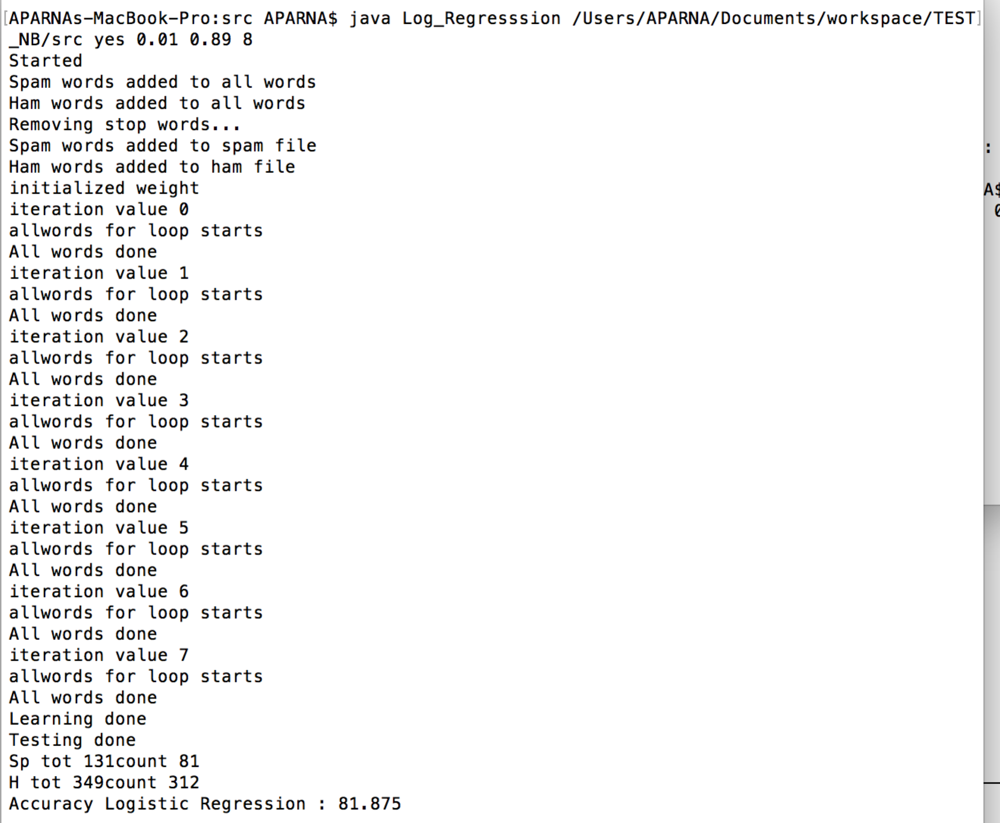 [APARNAs-MacBook-Pro:src APARNA$ java Log_Regresssion /Users/APARNA/Documents/workspace/TEST]
_NB/src yes 0.01 0.89 8
Started
Spam words added to all words
Ham words added to all words
Removing stop words...
Spam words added to spam file
Ham words added to ham file
initialized weight
iteration value 0
allwords for loop starts
All words done
iteration value 1
allwords for loop starts
All words done
iteration value 2
allwords for loop starts
All words done
iteration value 3
allwords for loop starts
All words done
iteration value 4
allwords for loop starts
All words done
iteration value 5
allwords for loop starts
All words done
iteration value 6
allwords for loop starts
All words done
iteration value 7
allwords for loop starts
All words done
Learning done
Testing done
Sp tot 131count 81
H tot 349count 312
Accuracy Logistic Regression : 81.875
:
A$